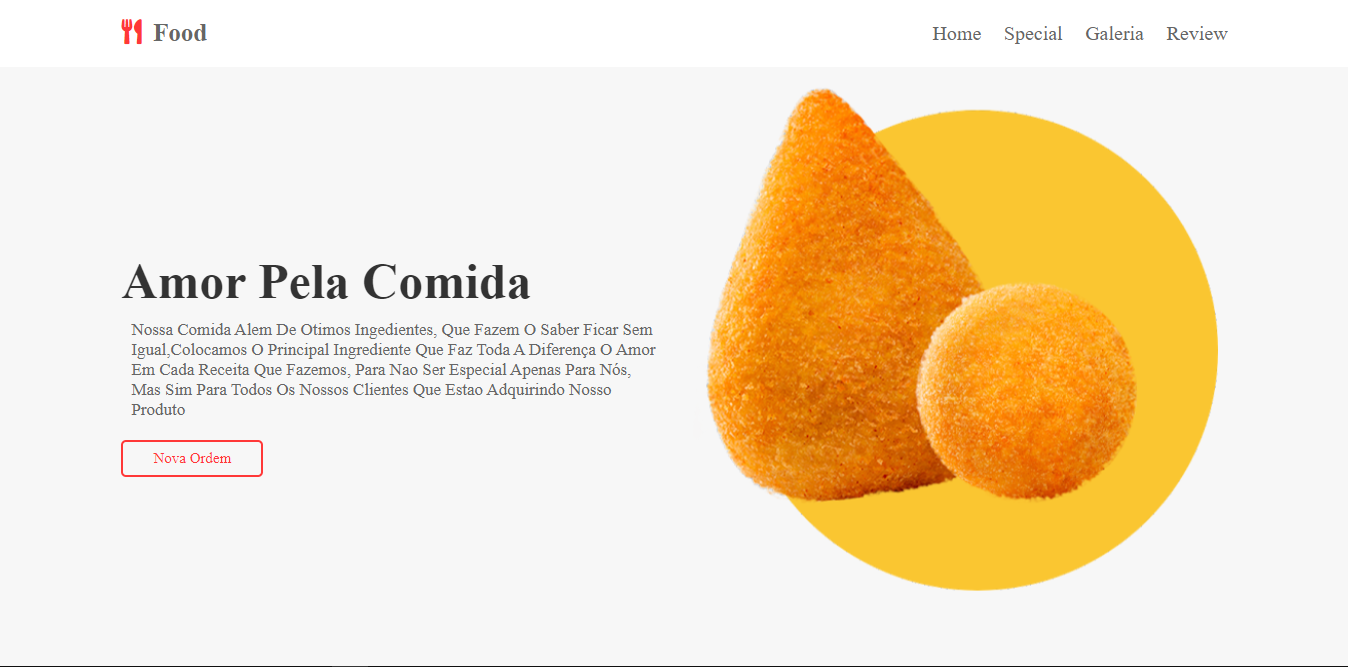 Food
Home Special Galeria Review
Amor Pela Comida
Nossa Comida Alem De Otimos Ingedientes, Que Fazem O Saber Ficar Sem
Igual,Colocamos O Principal Ingrediente Que Faz Toda A Diferença O Amor
Em Cada Receita Que Fazemos, Para Nao Ser Especial Apenas Para Nós,
Mas Sim Para Todos Os Nossos Clientes Que Estao Adquirindo Nosso
Produto
Nova Ordem